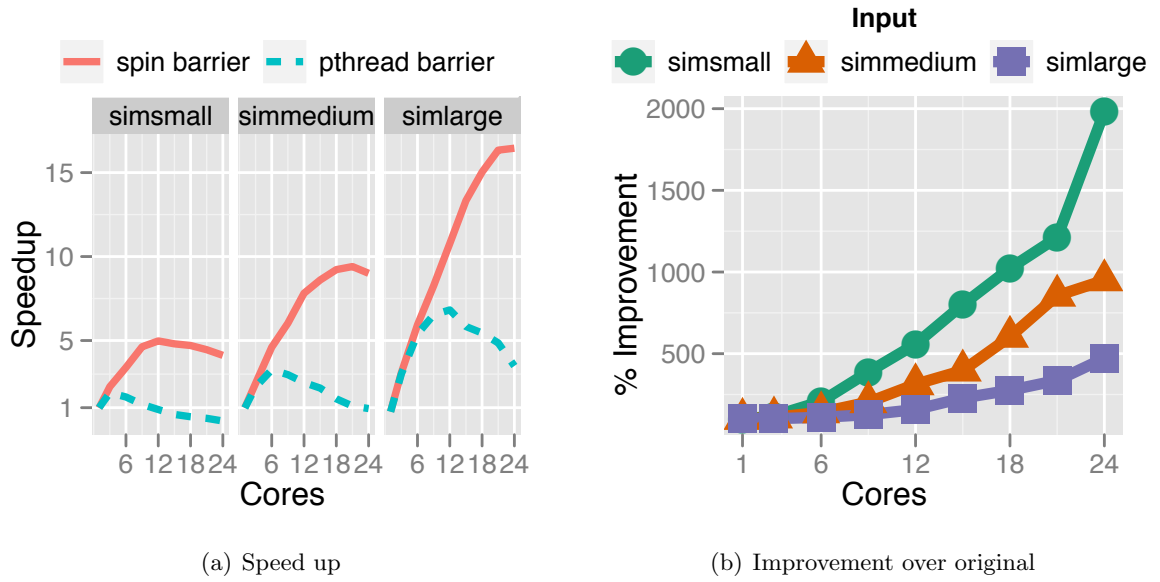 spin barrier pthread barrier
simsmall simmedium simlarge
Speedup
15
10
5
1
6 12 18 24 6 12 18 24 6 12 18 24
Cores
(a) Speed up
Input
simsmall simmedium simlarge
% Improvement
2000
1500
1000
500
1 6 12 18 24
Cores
(b) Improvement over original